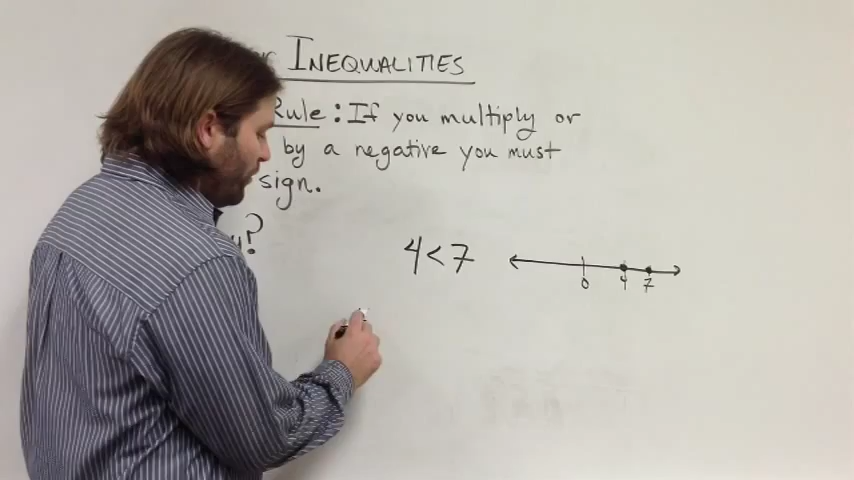 INEQUALITIES
Rule: If you multiply or
by a negative you must
sign.
?
4<7
0 4 7